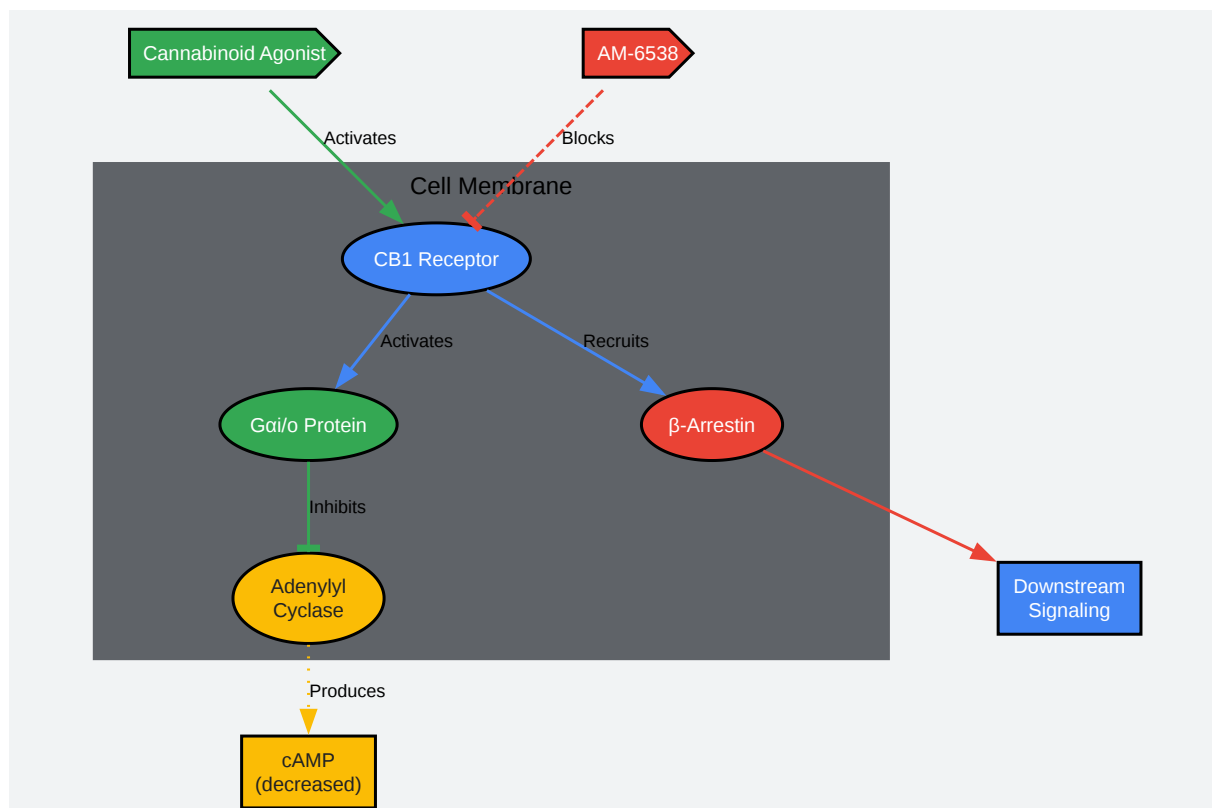 Cannabinoid Agonist
AM-6538
Activates
Blocks
Cell Membrane
CB1 Receptor
Activates
Recruits
Gαi/o Protein
β-Arrestin
Inhibits
Adenylyl
Cyclase
Downstream
Signaling
Produces
cAMP
(decreased)